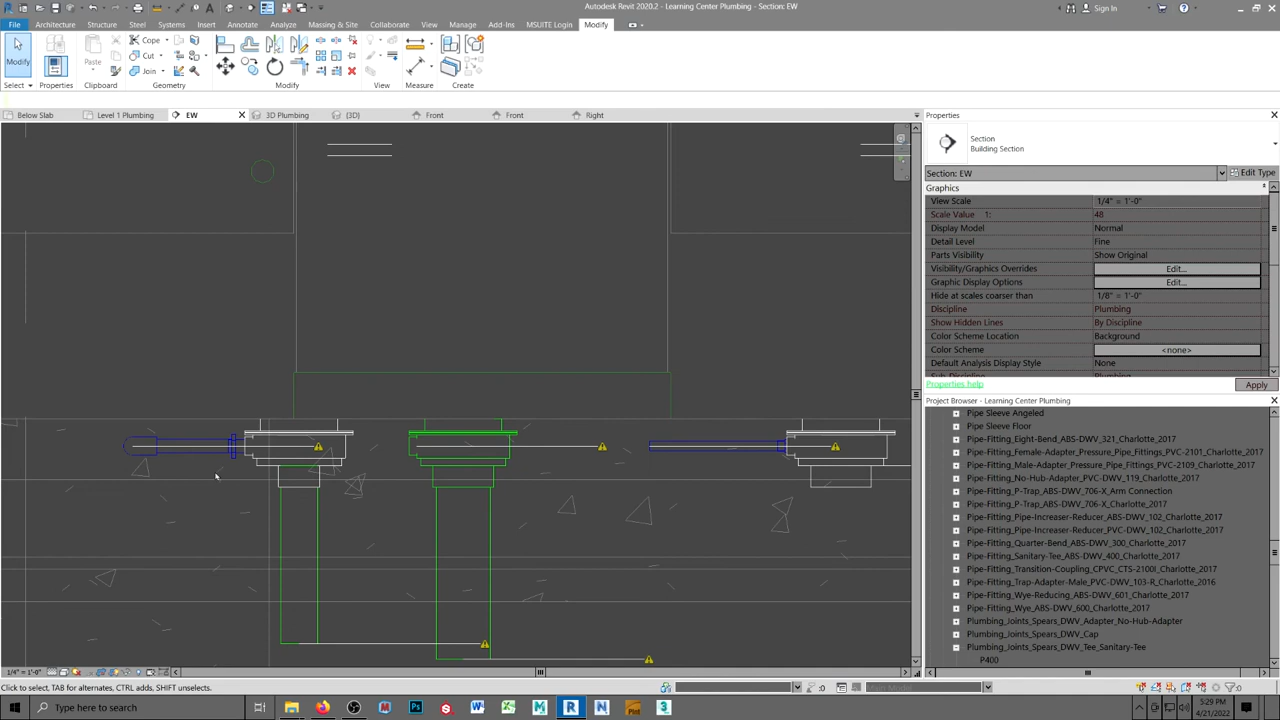 Autodesk Revit 2020.2 - Learning Center Plumbing - Section: EW
Sign In
File Architecture Structure Steel Systems Insert Annotate Analyze Massing & Site Collaborate View Manage Add-Ins MSUITE Login Modify
Cope
Cut
Join
Modify Properties Paste
Select Properties Clipboard Geometry Modify View Measure Create
Below Slab Level 1 Plumbing EW 3D Plumbing (3D) Front Front Right
Properties
Section
Building Section
Section: EW Edit Type
Graphics
View Scale 1/4" = 1'-0"
Scale Value 1: 48
Display Model Normal
Detail Level Fine
Parts Visibility Show Original
Visibility/Graphics Overrides Edit...
Graphic Display Options Edit...
Hide at scales coarser than 1/8" = 1'-0"
Discipline Plumbing
Show Hidden Lines By Discipline
Color Scheme Location Background
Color Scheme <none>
Default Analysis Display Style None
Properties help Apply
Project Browser - Learning Center Plumbing
Pipe Sleeve Angeled
Pipe Sleeve Floor
Pipe-Fitting_Eight-Bend_ABS-DWV_321_Charlotte_2017
Pipe-Fitting_Female-Adapter_Pressure_Pipe_Fittings_PVC-2101_Charlotte_2017
Pipe-Fitting_Male-Adapter_Pressure_Pipe_Fittings_PVC-2109_Charlotte_2017
Pipe-Fitting_No-Hub-Adapter_PVC-DWV_119_Charlotte_2017
Pipe-Fitting_P-Trap_ABS-DWV_706-X_Arm Connection
Pipe-Fitting_P-Trap_ABS-DWV_706-X_Charlotte_2017
Pipe-Fitting_Pipe-Increaser-Reducer_ABS-DWV_102_Charlotte_2017
Pipe-Fitting_Pipe-Increaser-Reducer_PVC-DWV_102_Charlotte_2017
Pipe-Fitting_Quarter-Bend_ABS-DWV_300_Charlotte_2017
Pipe-Fitting_Sanitary-Tee_ABS-DWV_400_Charlotte_2017
Pipe-Fitting_Transition-Coupling_CPVC_CTS-2100I_Charlotte_2017
Pipe-Fitting_Trap-Adapter-Male_PVC-DWV_103-R_Charlotte_2016
Pipe-Fitting_Wye-Reducing_ABS-DWV_601_Charlotte_2017
Pipe-Fitting_Wye_ABS-DWV_600_Charlotte_2017
Plumbing_Joints_Spears_DWV_Adapter_No-Hub-Adapter
Plumbing_Joints_Spears_DWV_Cap
Plumbing_Joints_Spears_DWV_Tee_Sanitary-Tee
P400
1/4" = 1'-0"
Click to select, TAB for alternates, CTRL adds, SHIFT unselects. :0 :0
Type here to search
5:29 PM
4/21/2022